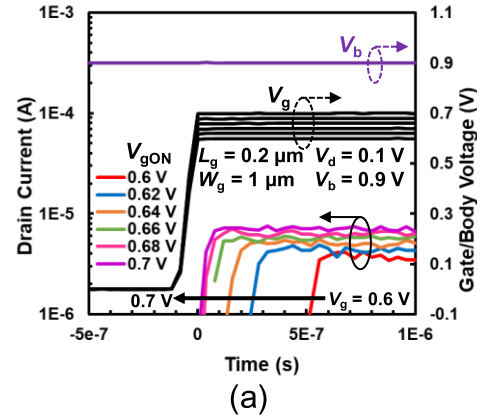 1E-3
1E-4
1E-5
1E-6
Drain Current (A)
1.1
0.9
0.7
0.5
0.3
0.1
-0.1
Gate/Body Voltage (V)
Vb
Vg
VgON
0.6 V
0.62 V
0.64 V
0.66 V
0.68 V
0.7 V
Lg = 0.2 µm Vd = 0.1 V
Wg = 1 µm Vb = 0.9 V
0.7 V
Vg = 0.6 V
-5e-7 0 5E-7 1E-6
Time (s)
(a)